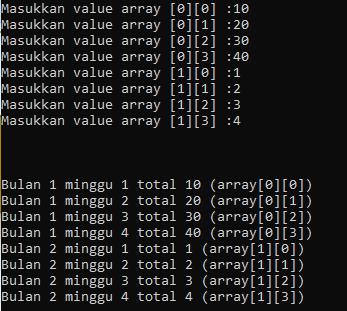 Masukkan value array [0][0] :10
Masukkan value array [0][1] :20
Masukkan value array [0][2] :30
Masukkan value array [0][3] :40
Masukkan value array [1][0] :1
Masukkan value array [1][1] :2
Masukkan value array [1][2] :3
Masukkan value array [1][3] :4
Bulan 1 minggu 1 total 10 (array[0][0])
Bulan 1 minggu 2 total 20 (array[0][1])
Bulan 1 minggu 3 total 30 (array[0][2])
Bulan 1 minggu 4 total 40 (array[0][3])
Bulan 2 minggu 1 total 1 (array[1][0])
Bulan 2 minggu 2 total 2 (array[1][1])
Bulan 2 minggu 3 total 3 (array[1][2])
Bulan 2 minggu 4 total 4 (array[1][3])